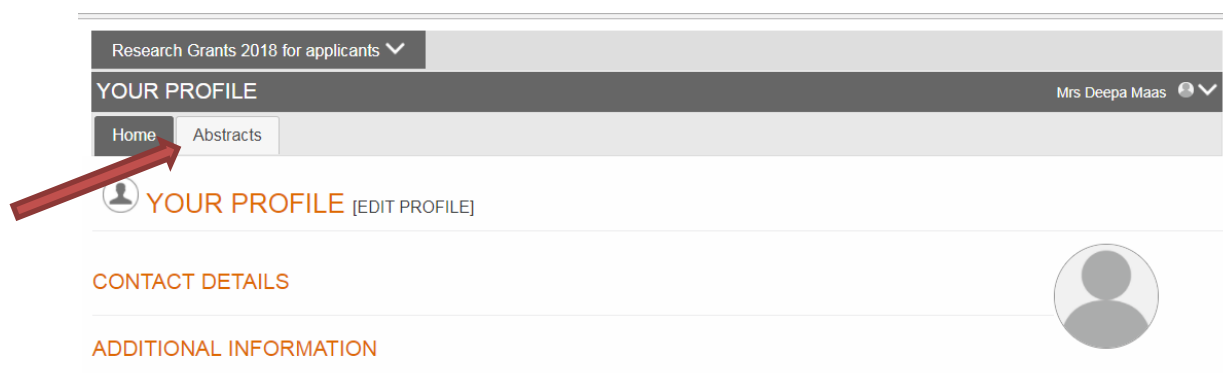 Research Grants 2018 for applicants
YOUR PROFILE
Mrs Deepa Maas
Home Abstracts
YOUR PROFILE [EDIT PROFILE]
CONTACT DETAILS
ADDITIONAL INFORMATION